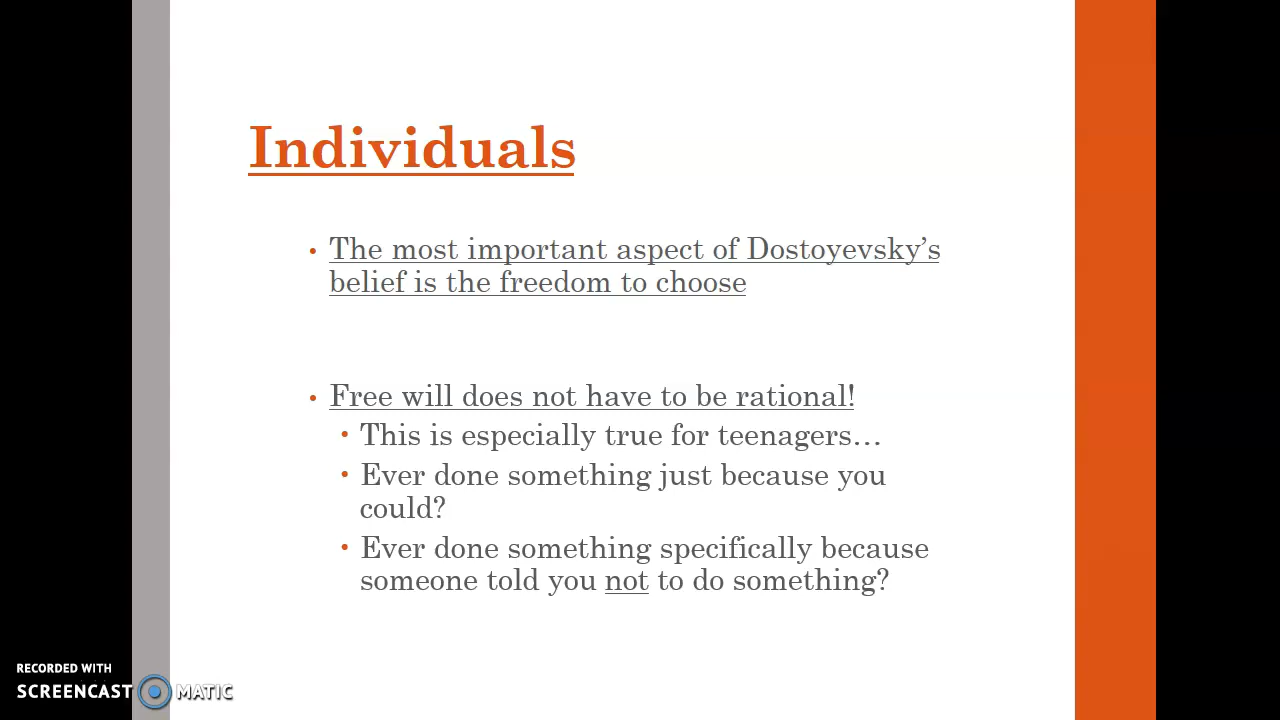 Individuals
• The most important aspect of Dostoyevsky’s
belief is the freedom to choose
• Free will does not have to be rational!
• This is especially true for teenagers…
• Ever done something just because you
could?
• Ever done something specifically because
someone told you not to do something?
RECORDED WITH
SCREENCAST MATIC